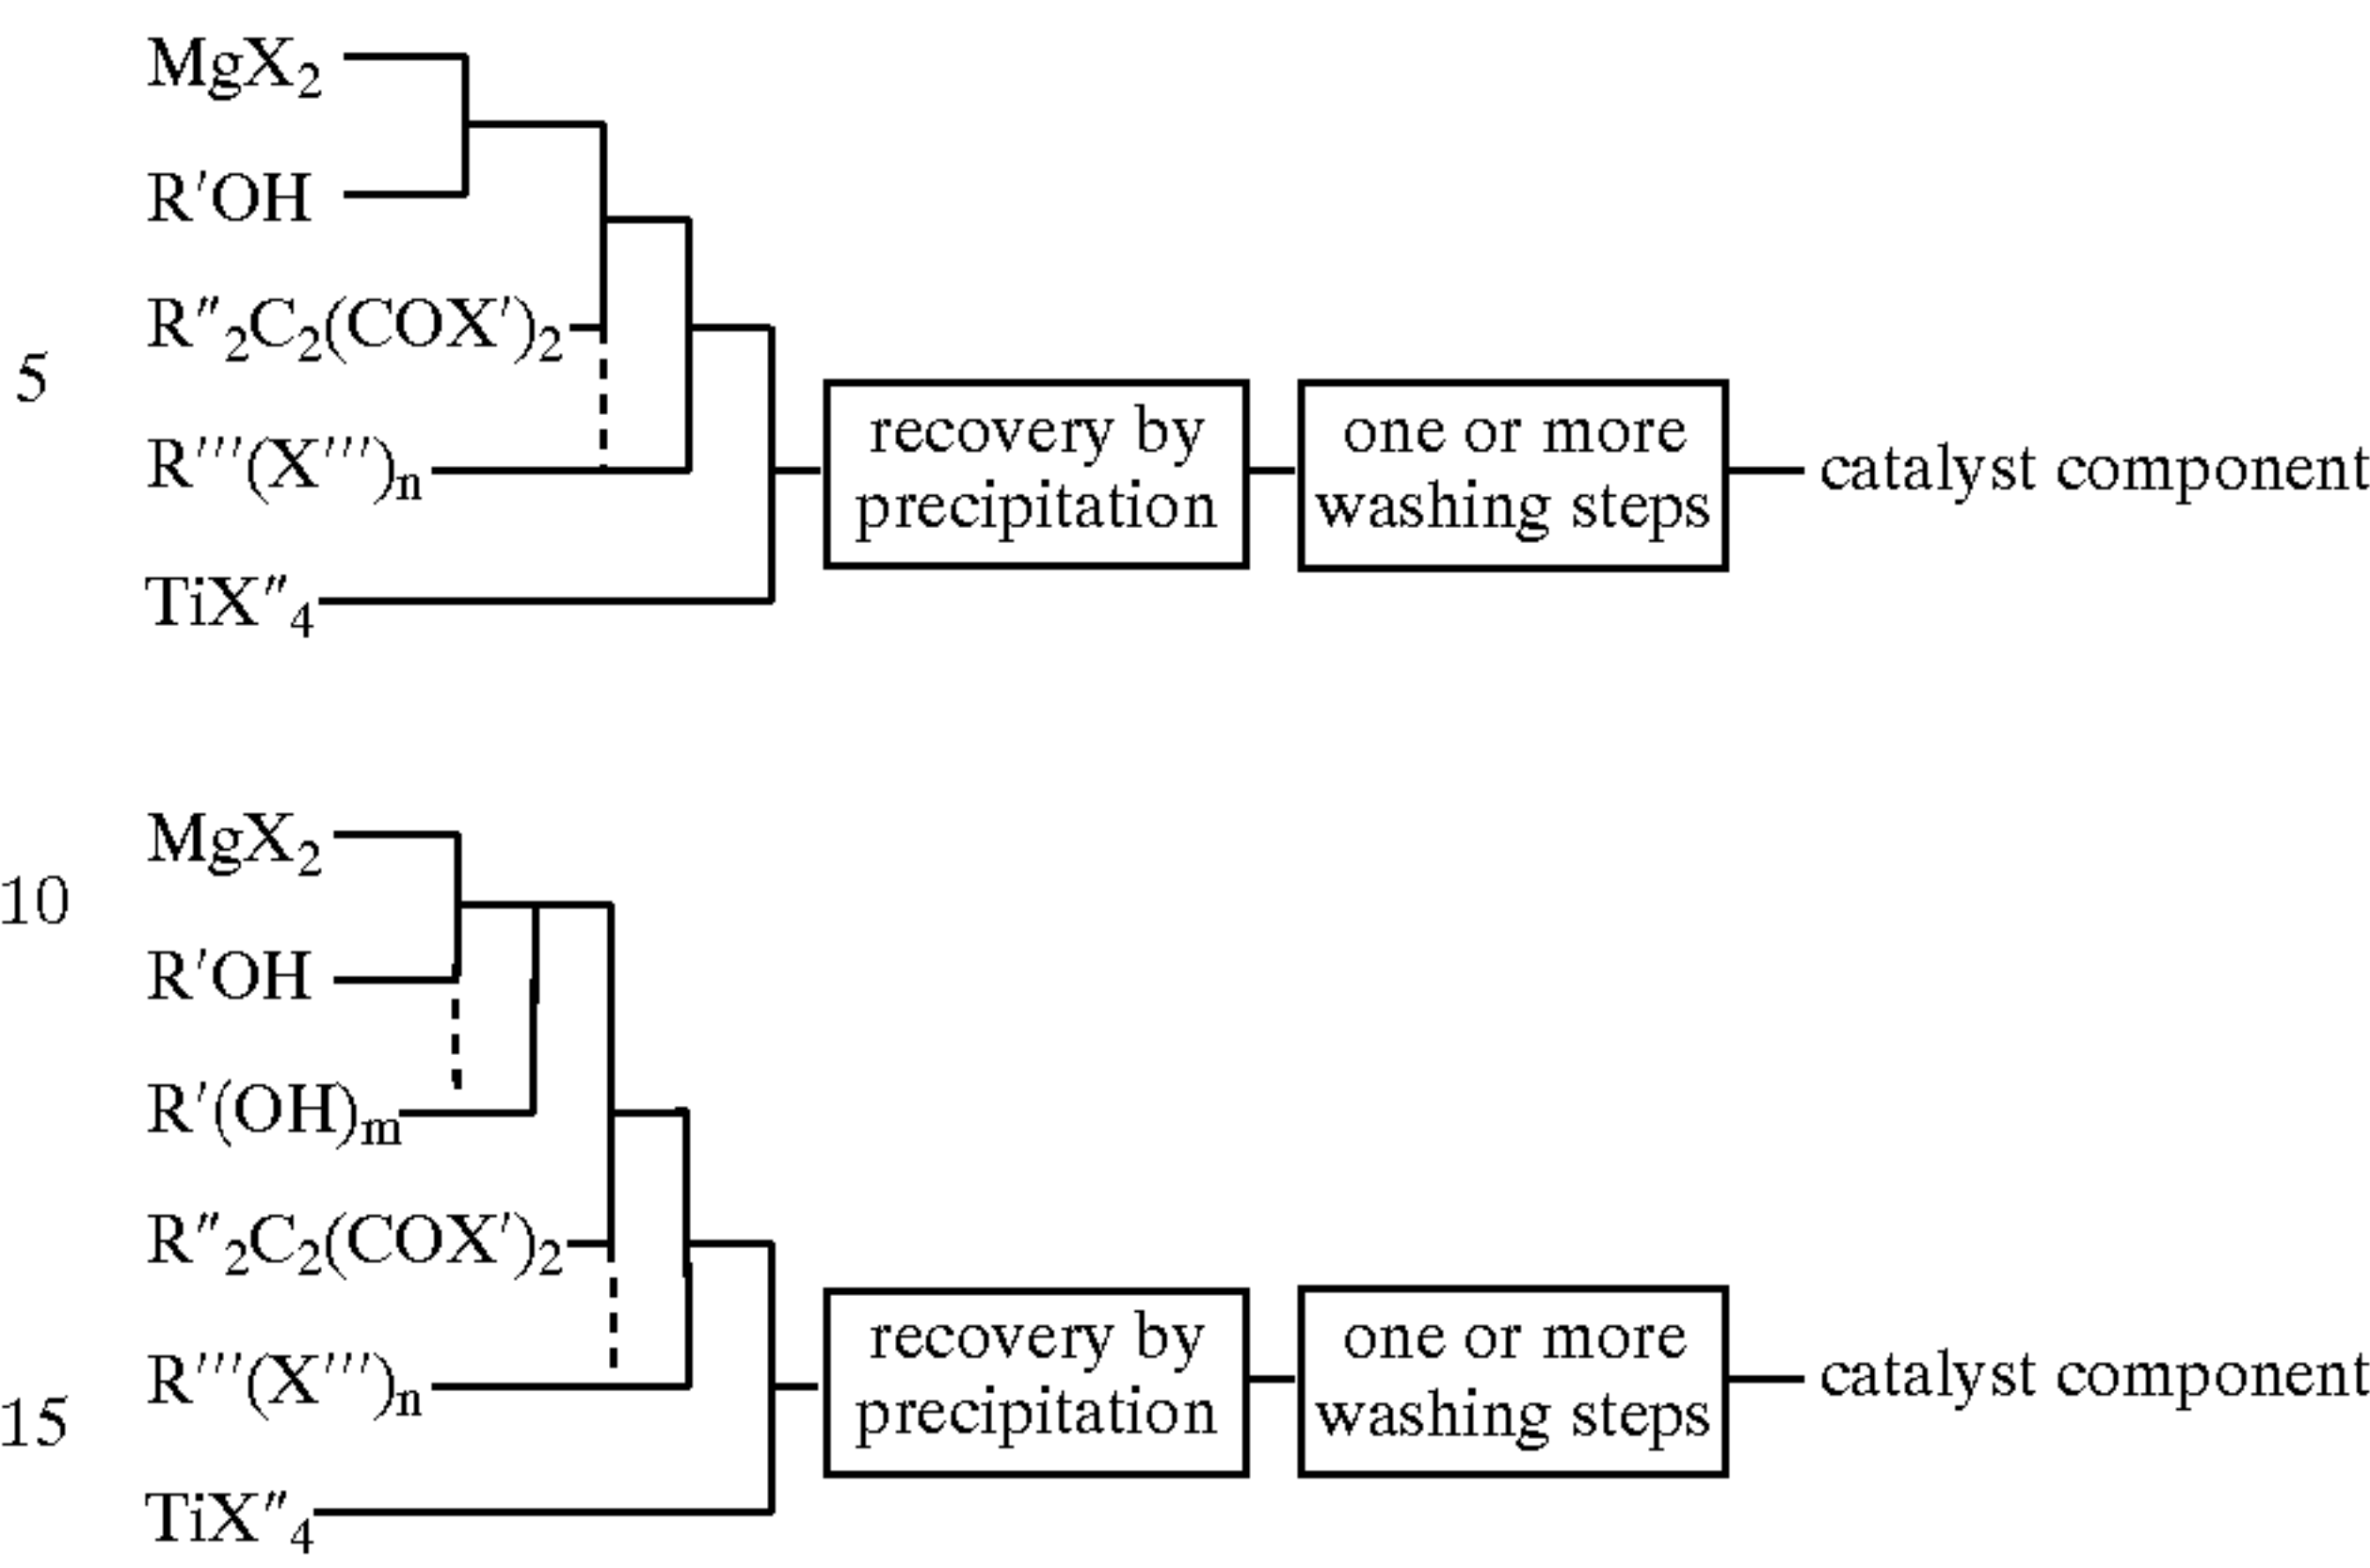 MgX2
R′OH
R″2C2(COX′)2
5
R′′′(X′′′)n
recovery by
precipitation
one or more
washing steps
catalyst component
TiX″4
MgX2
10
R′OH
R′(OH)m
R″2C2(COX′)2
R′′′(X′′′)n
recovery by
precipitation
one or more
washing steps
catalyst component
15
TiX″4